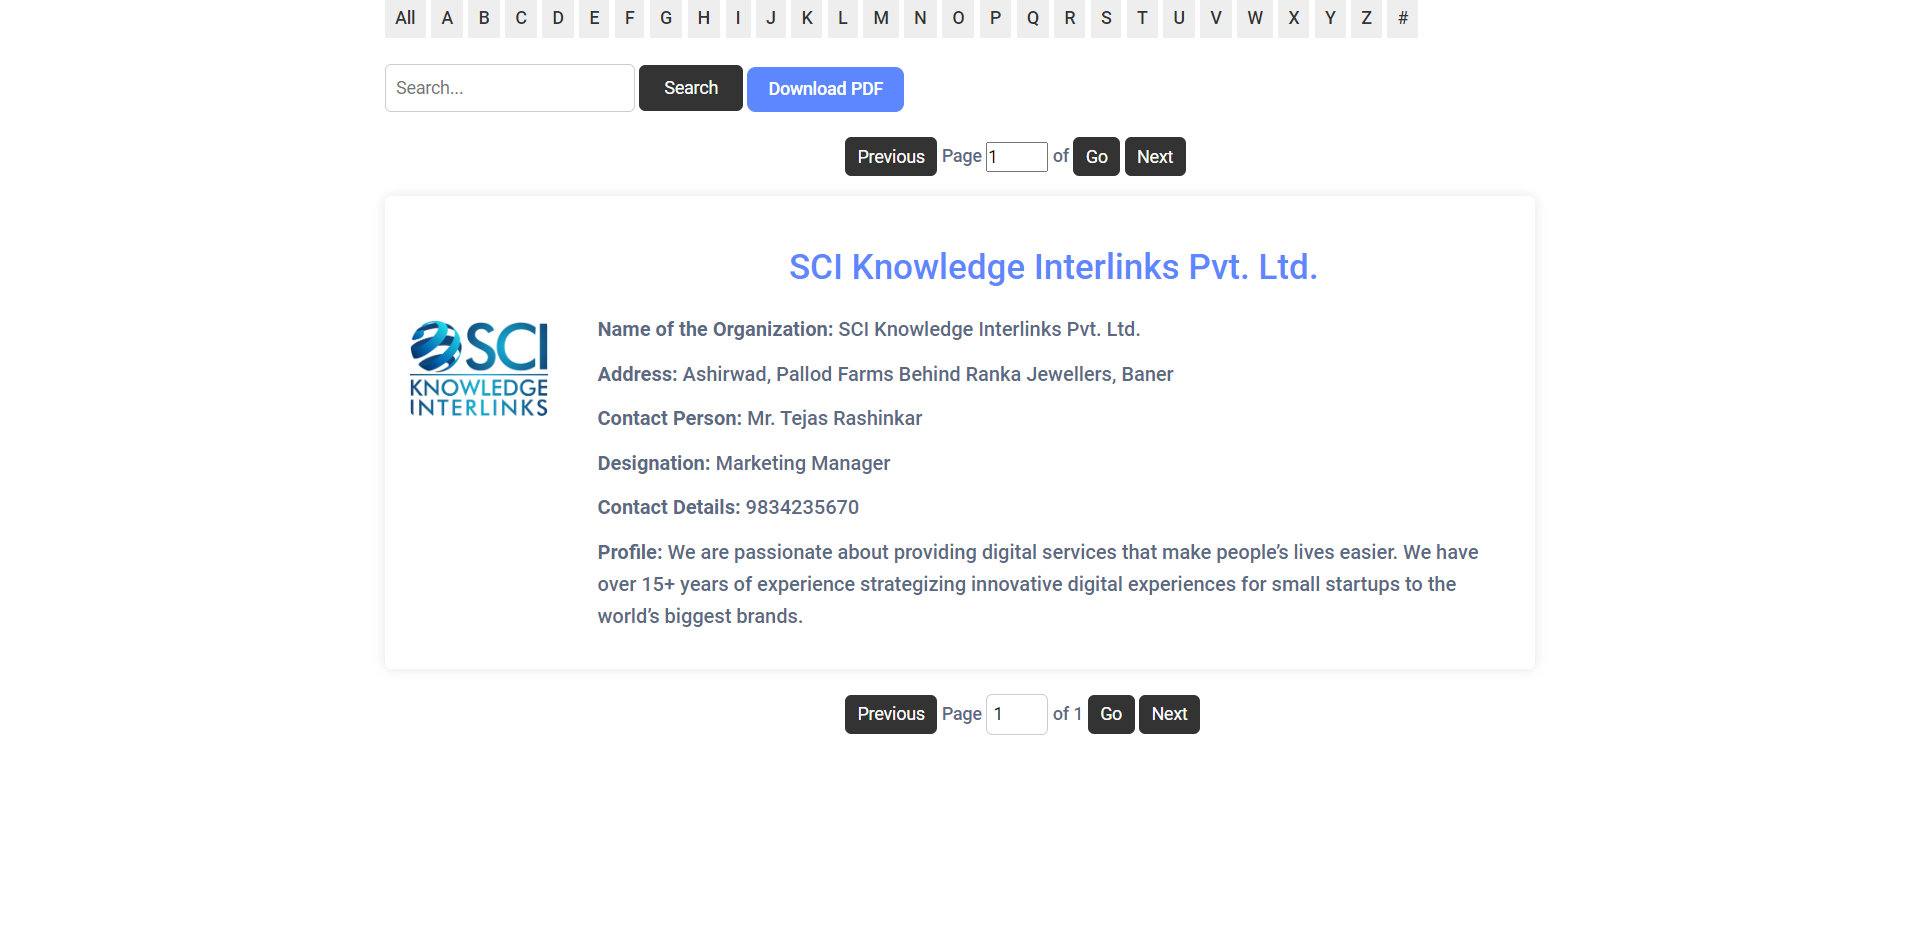 All A B C D E F G H I J K L M N O P Q R S T U V W X Y Z #
Search... Search Download PDF
Previous Page 1 of Go Next
SCI Knowledge Interlinks Pvt. Ltd.
SCI
KNOWLEDGE
INTERLINKS
Name of the Organization: SCI Knowledge Interlinks Pvt. Ltd.
Address: Ashirwad, Pallod Farms Behind Ranka Jewellers, Baner
Contact Person: Mr. Tejas Rashinkar
Designation: Marketing Manager
Contact Details: 9834235670
Profile: We are passionate about providing digital services that make people’s lives easier. We have
over 15+ years of experience strategizing innovative digital experiences for small startups to the
world’s biggest brands.
Previous Page 1 of 1 Go Next